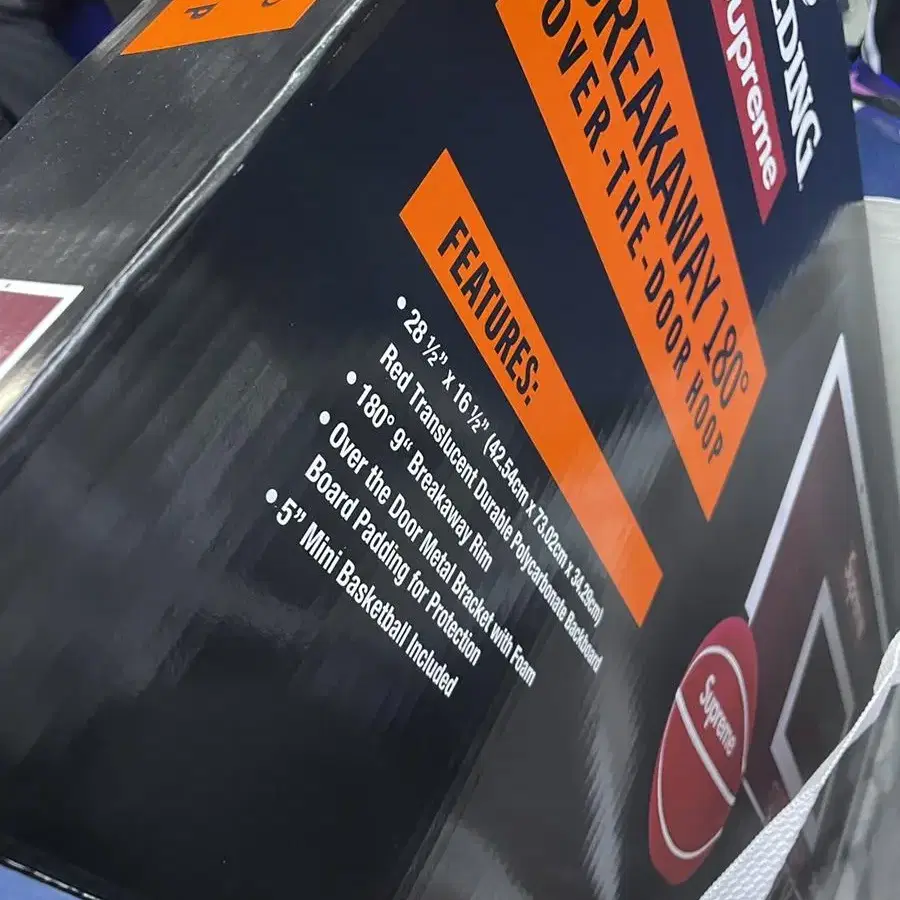 LDING
Supreme
BREAKAWAY 180°
OVER-THE-DOOR HOOP
FEATURES:
• 28 ½” x 16 ½” (42.54cm x 73.02cm x 34.29cm)
Red Translucent Durable Polycarbonate Backboard
• 180° 9“ Breakaway Rim
• Over the Door Metal Bracket with Foam
Board Padding for Protection
• 5” Mini Basketball Included
Supreme
Supreme